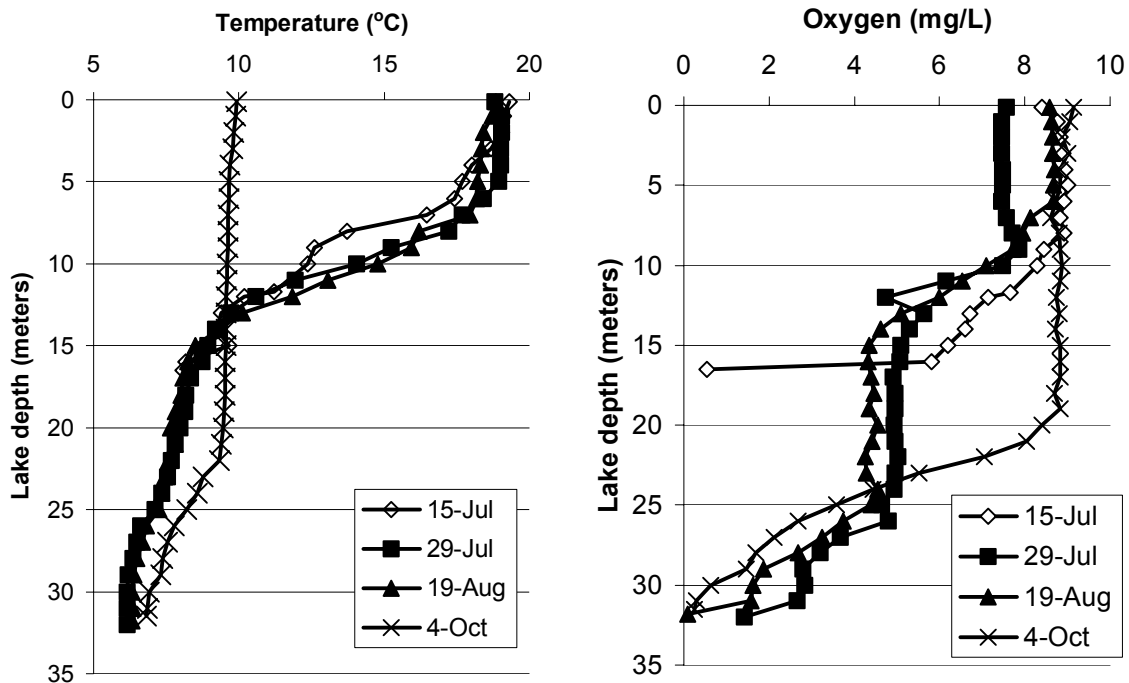 Temperature (°C)
5 10 15 20
0
5
10
15
20
25
30
35
Lake depth (meters)
15-Jul
29-Jul
19-Aug
4-Oct
Oxygen (mg/L)
0 2 4 6 8 10
0
5
10
15
20
25
30
35
Lake depth (meters)
15-Jul
29-Jul
19-Aug
4-Oct